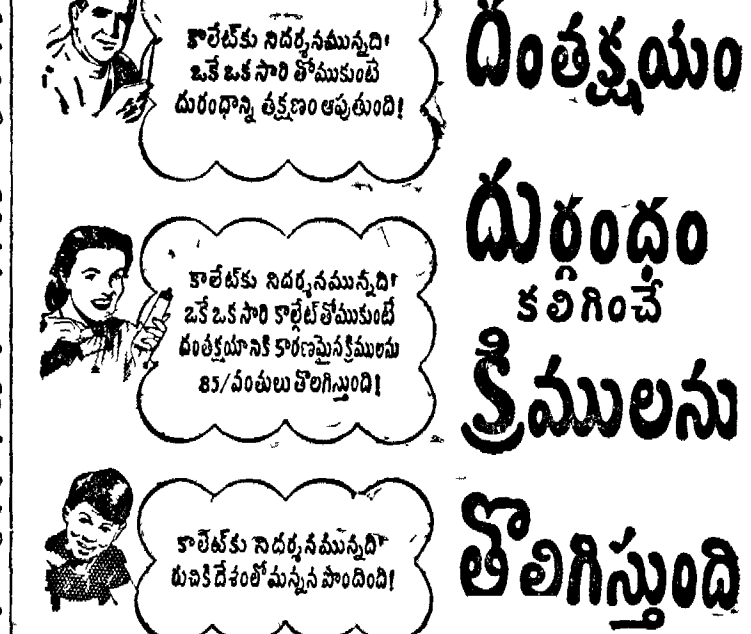 కాలేట్‌కు నిదర్శనమున్నది!
ఒకే ఒక సారి తోముకుంటే
దుర్గంధాన్ని తక్షణం ఆపుతుంది!
దంతక్షయం
దుర్గంధం
కలిగించే
క్రిములను
తొలిగిస్తుంది
కాలేట్‌కు నిదర్శనమున్నది!
ఒకే ఒక సారి కాల్గేట్ తోముకుంటే
దంతక్షయానికి కారణమైన క్రిములను
85/వంతులు తొలగిస్తుంది!
కాలేట్‌కు నిదర్శనమున్నది
రుచికి దేశంలో మన్నన పొందింది!